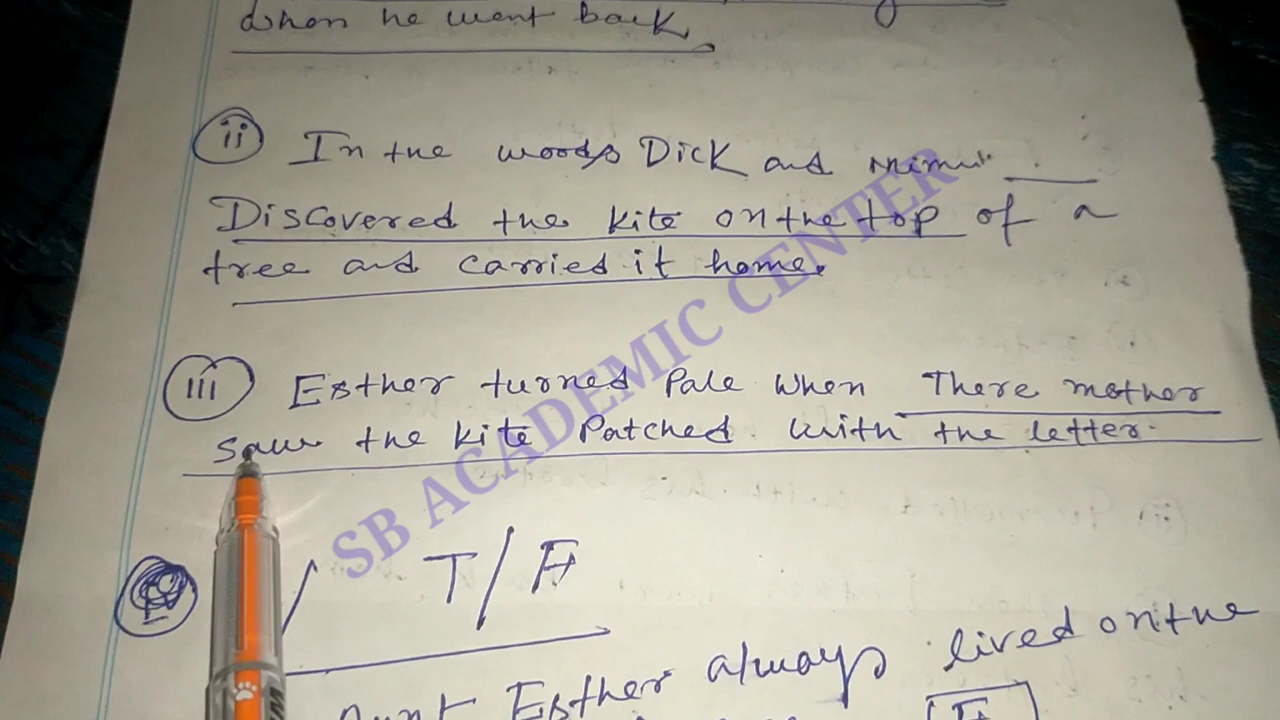 when he went back.
ii In the woods Dick and Mimi
Discovered the kite on the top of a
tree and carried it home.
iii Esther turned Pale when There mother
saw the kite Patched with the letter.
SB ACADEMIC CENTER
T/F
Aunt Esther always lived on the
F